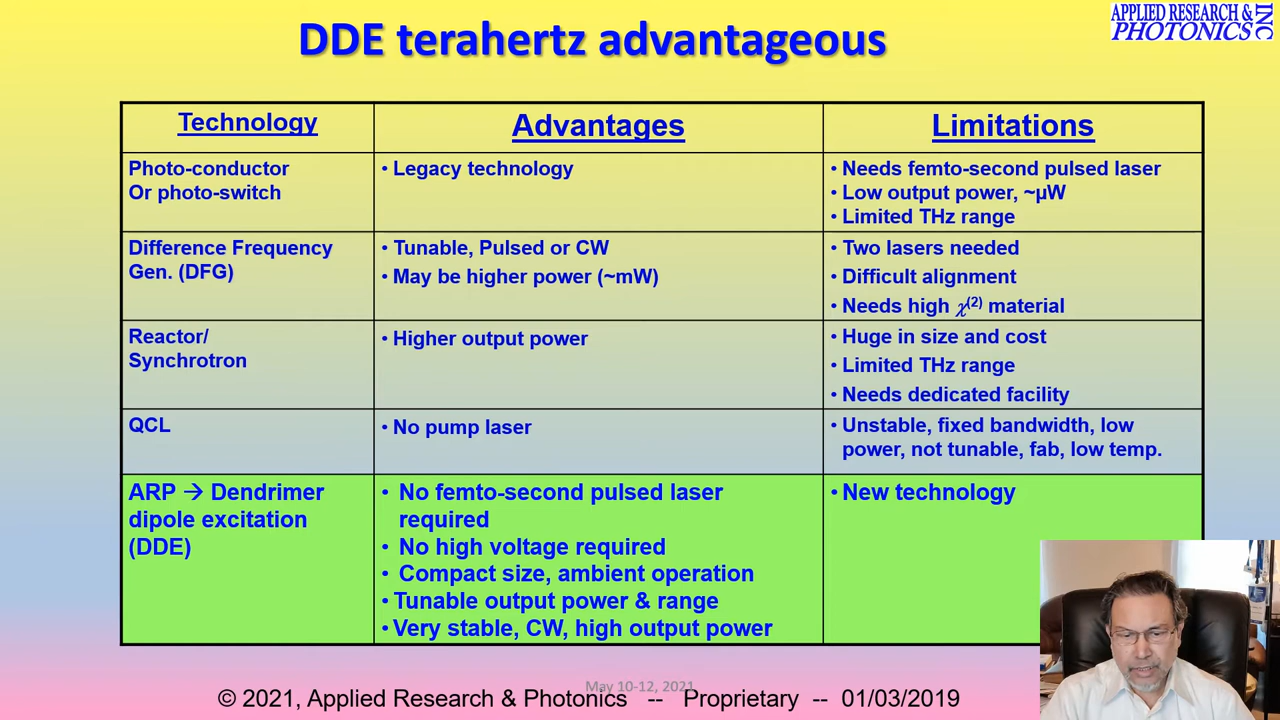 DDE terahertz advantageous
APPLIED RESEARCH &
PHOTONICS
INC
Technology
Advantages
Limitations
Photo-conductor
Or photo-switch
• Legacy technology
• Needs femto-second pulsed laser
• Low output power, ~µW
• Limited THz range
Difference Frequency
Gen. (DFG)
• Tunable, Pulsed or CW
• May be higher power (~mW)
• Two lasers needed
• Difficult alignment
• Needs high χ(2) material
Reactor/
Synchrotron
• Higher output power
• Huge in size and cost
• Limited THz range
• Needs dedicated facility
QCL
• No pump laser
• Unstable, fixed bandwidth, low
power, not tunable, fab, low temp.
ARP → Dendrimer
dipole excitation
(DDE)
• No femto-second pulsed laser
required
• No high voltage required
• Compact size, ambient operation
• Tunable output power & range
• Very stable, CW, high output power
• New technology
May 10-12, 2021
© 2021, Applied Research & Photonics -- Proprietary -- 01/03/2019